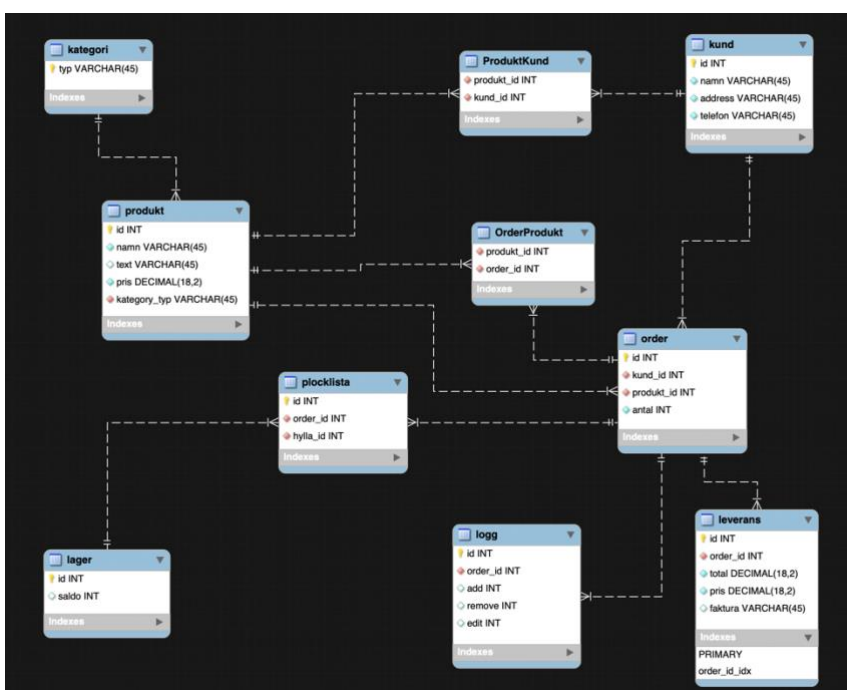 kategori
typ VARCHAR(45)
Indexes
ProduktKund
produkt_id INT
kund_id INT
Indexes
kund
id INT
namn VARCHAR(45)
address VARCHAR(45)
telefon VARCHAR(45)
Indexes
produkt
id INT
namn VARCHAR(45)
text VARCHAR(45)
pris DECIMAL(18,2)
kategory_typ VARCHAR(45)
Indexes
OrderProdukt
produkt_id INT
order_id INT
Indexes
order
id INT
kund_id INT
produkt_id INT
antal INT
Indexes
plocklista
id INT
order_id INT
hylla_id INT
Indexes
lager
id INT
saldo INT
Indexes
logg
id INT
order_id INT
add INT
remove INT
edit INT
Indexes
leverans
id INT
order_id INT
total DECIMAL(18,2)
pris DECIMAL(18,2)
faktura VARCHAR(45)
Indexes
PRIMARY
order_id_idx